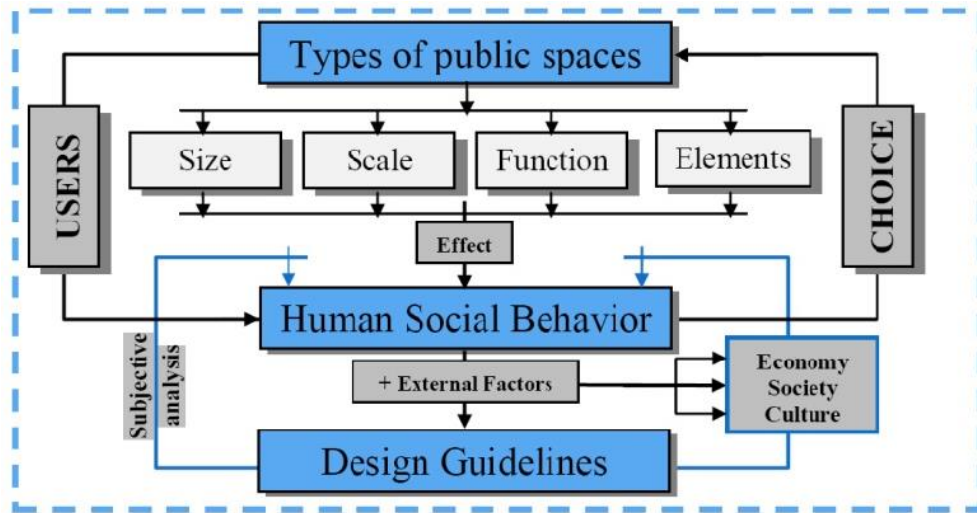 Types of public spaces
USERS
Size
Scale
Function
Elements
CHOICE
Effect
Human Social Behavior
Subjective
analysis
+ External Factors
Economy
Society
Culture
Design Guidelines